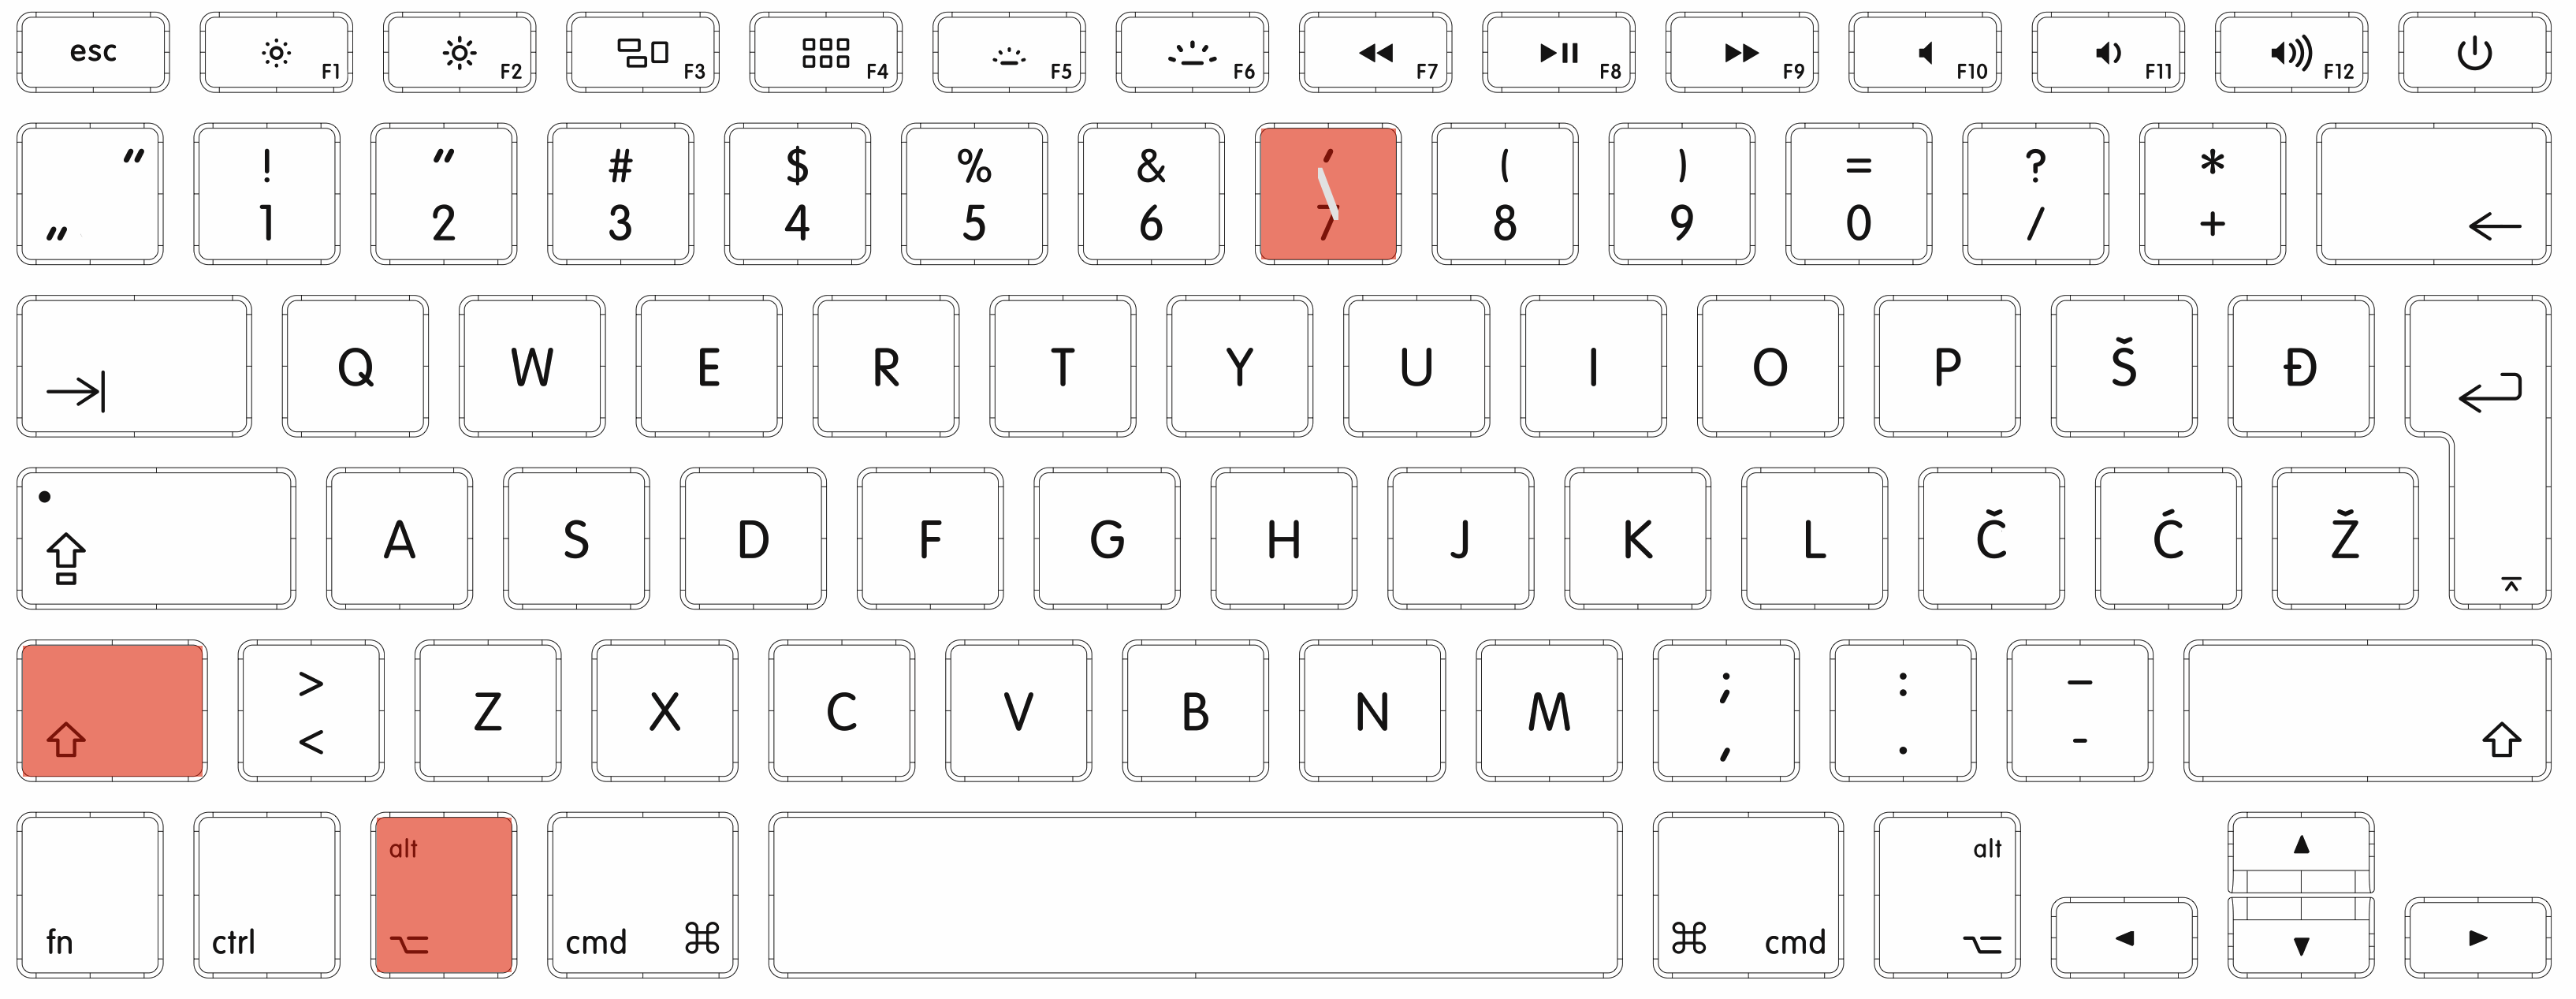 esc F1 F2 F3 F4 F5 F6 F7 F8 F9 F10 F11 F12
" ! " # $ % & ' ( ) = ? *
" 1 2 3 4 5 6 \ 7 8 9 0 / +
Q W E R T Y U I O P Š Đ
A S D F G H J K L Č Ć Ž
> ; : –
< Z X C V B N M , . -
alt alt
fn ctrl ⌥ cmd ⌘ ⌘ cmd ⌥